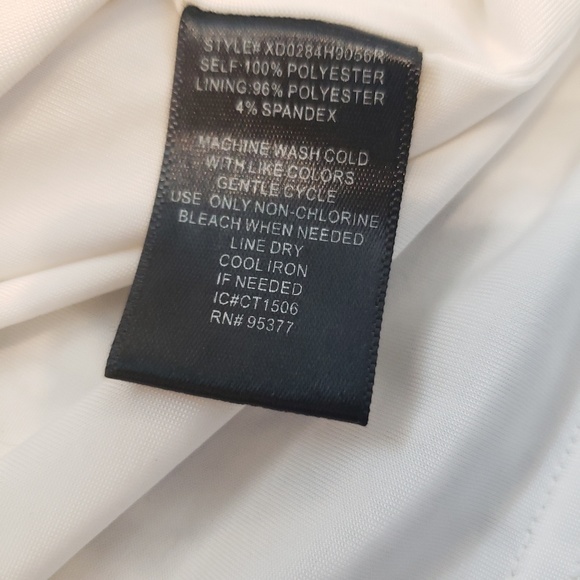 STYLE# XD0284H9056R
SELF:100% POLYESTER
LINING:96% POLYESTER
4% SPANDEX
MACHINE WASH COLD
WITH LIKE COLORS
GENTLE CYCLE
USE ONLY NON-CHLORINE
BLEACH WHEN NEEDED
LINE DRY
COOL IRON
IF NEEDED
IC#CT1506
RN# 95377